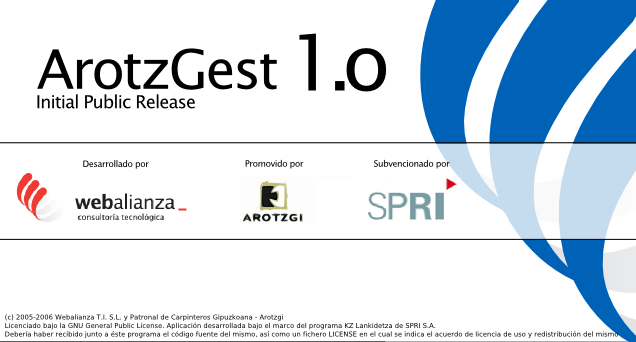 ArotzGest 1.0
Initial Public Release
Desarrollado por
Promovido por
Subvencionado por
webalianza_
consultoría tecnológica
AROTZGI
SPRI
(c) 2005-2006 Webalianza T.I. S.L. y Patronal de Carpinteros Gipuzkoana - Arotzgi
Licenciado bajo la GNU General Public License. Aplicación desarrollada bajo el marco del programa KZ Lankidetza de SPRI S.A.
Debería haber recibido junto a éste programa el código fuente del mismo, así como un fichero LICENSE en el cual se indica el acuerdo de licencia de uso y redistribución del mismo